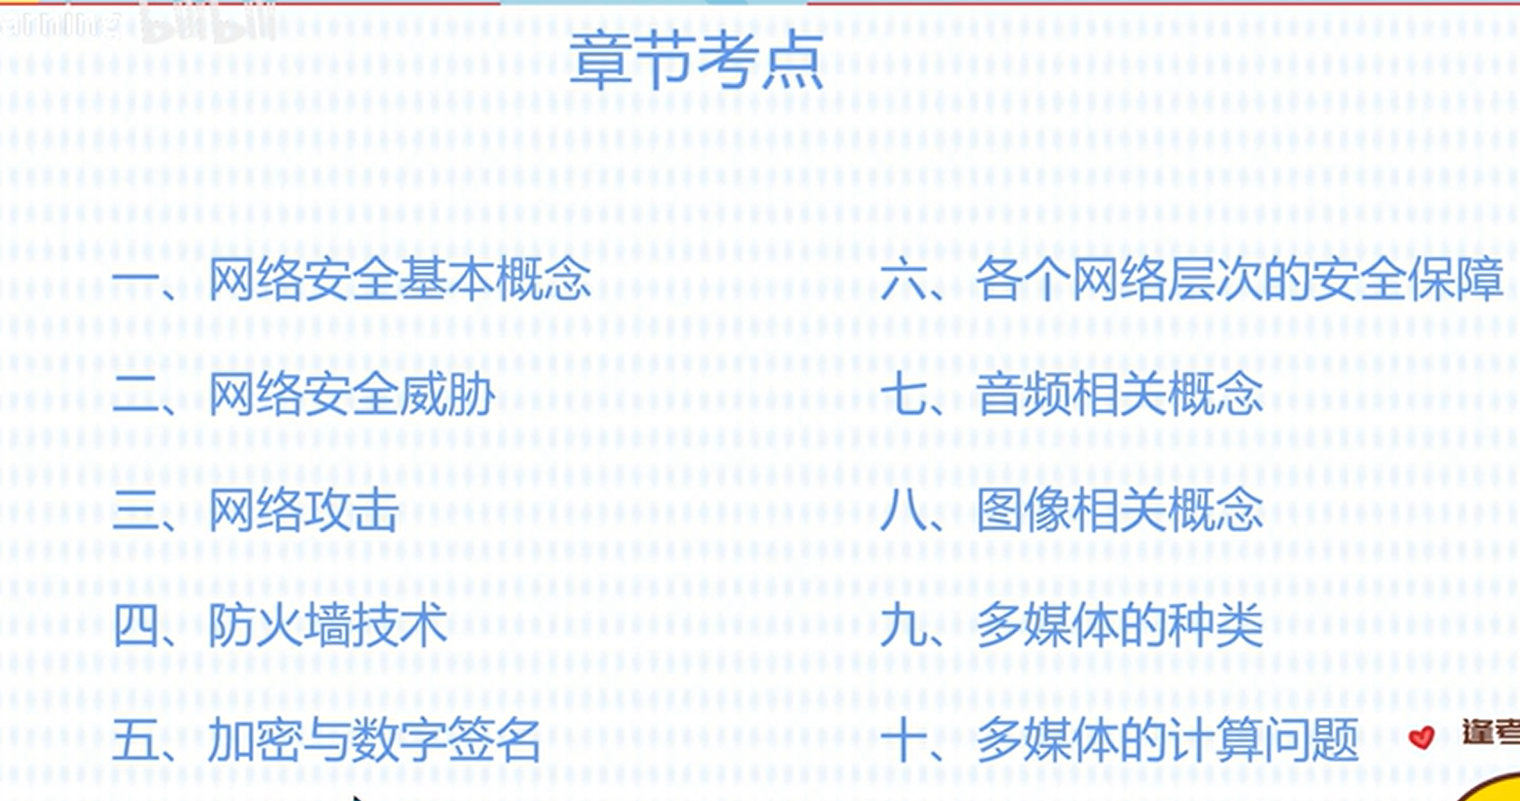 bilibili
章节考点
一、网络安全基本概念
二、网络安全威胁
三、网络攻击
四、防火墙技术
五、加密与数字签名
六、各个网络层次的安全保障
七、音频相关概念
八、图像相关概念
九、多媒体的种类
十、多媒体的计算问题
逢考